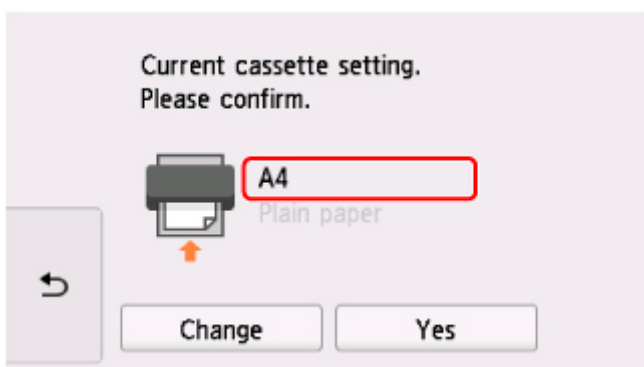 Current cassette setting.
Please confirm.
A4
Plain paper
Change
Yes